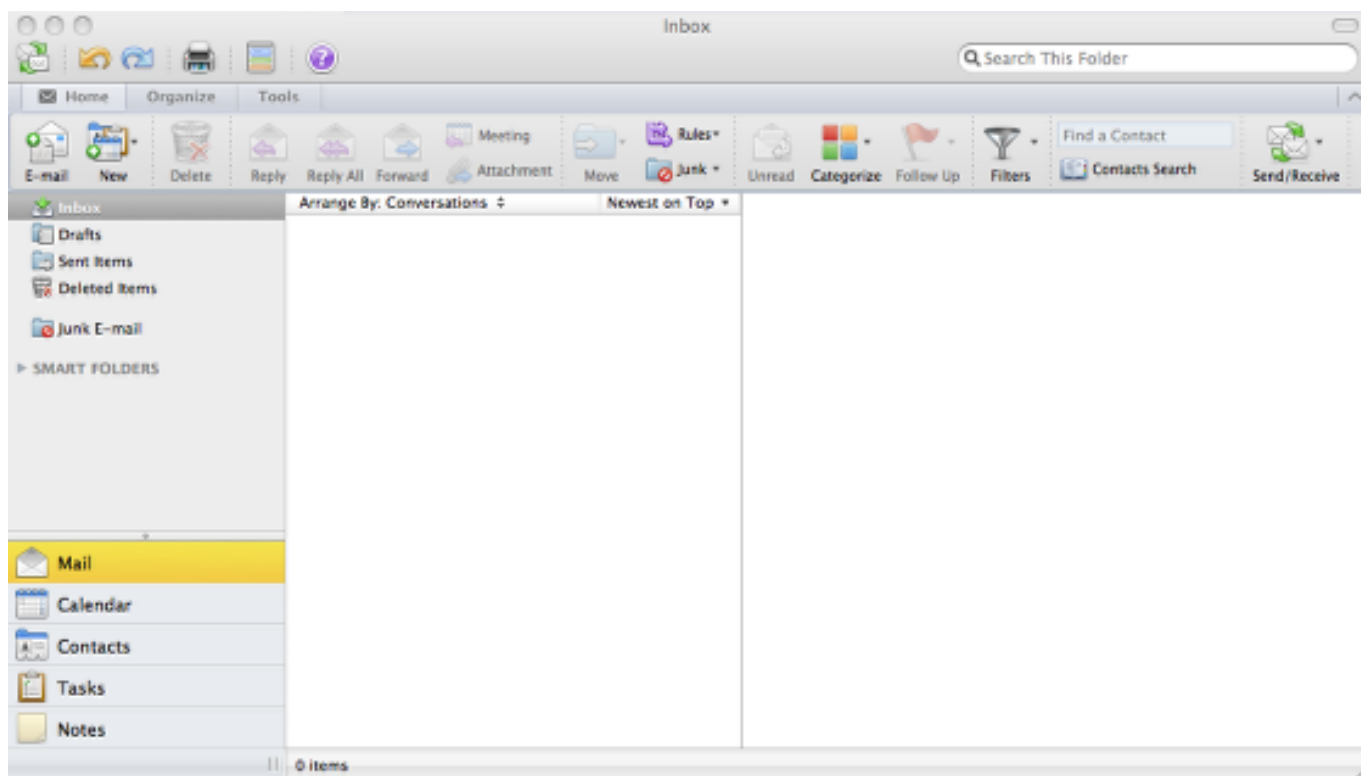 Inbox
Search This Folder
Home Organize Tools
E-mail New Delete Reply Reply All Forward Meeting Attachment Move Rules Junk Unread Categorize Follow Up Filters Find a Contact Contacts Search Send/Receive
Inbox
Drafts
Sent Items
Deleted Items
Junk E-mail
SMART FOLDERS
Arrange By: Conversations Newest on Top
Mail
Calendar
Contacts
Tasks
Notes
0 items